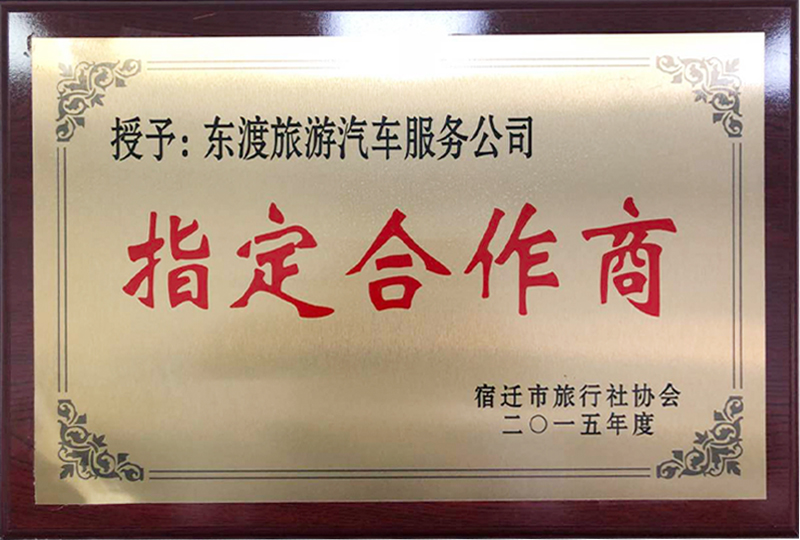 授予：东渡旅游汽车服务公司
指定合作商
宿迁市旅行社协会
二〇一五年度